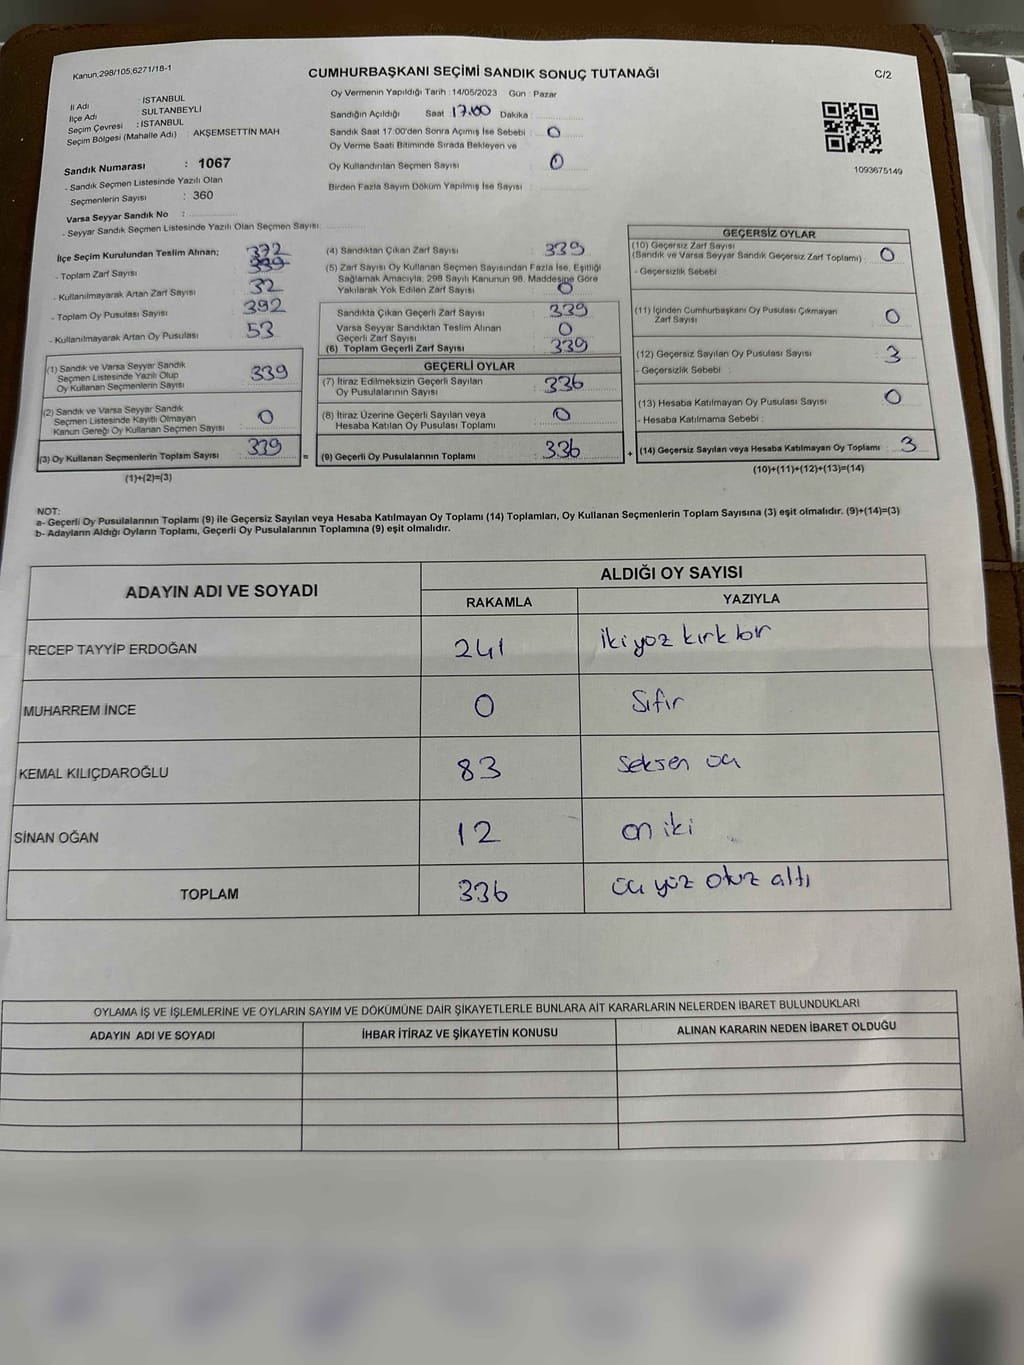 Kanun.298/105,6271/18-1
CUMHURBAŞKANI SEÇİMİ SANDIK SONUÇ TUTANAĞI
C/2
İl Adı : İSTANBUL
İlçe Adı : SULTANBEYLİ
Seçim Çevresi : İSTANBUL
Seçim Bölgesi (Mahalle Adı) : AKŞEMSETTİN MAH
Sandık Numarası : 1067
- Sandık Seçmen Listesinde Yazılı Olan
Seçmenlerin Sayısı : 360
Varsa Seyyar Sandık No :
- Seyyar Sandık Seçmen Listesinde Yazılı Olan Seçmen Sayısı
Oy Vermenin Yapıldığı Tarih : 14/05/2023 Gün : Pazar
Sandığın Açıldığı Saat 17.00 Dakika :
Sandık Saat 17:00'den Sonra Açımış İse Sebebi : 0
Oy Verme Saati Bitiminde Sırada Bekleyen ve
Oy Kullandırılan Seçmen Sayısı : 0
Birden Fazla Sayım Döküm Yapılmış İse Sayısı :
1093675149
İlçe Seçim Kurulundan Teslim Alınan; 372
- Toplam Zarf Sayısı : 339
- Kullanılmayarak Artan Zarf Sayısı : 32
- Toplam Oy Pusulası Sayısı : 392
- Kullanılmayarak Artan Oy Pusulası : 53
(1) Sandık ve Varsa Seyyar Sandık
Seçmen Listesinde Yazılı Olup
Oy Kullanan Seçmenlerin Sayısı : 339
(2) Sandık ve Varsa Seyyar Sandık
Seçmen Listesinde Kayıtlı Olmayan
Kanun Gereği Oy Kullanan Seçmen Sayısı : 0
(3) Oy Kullanan Seçmenlerin Toplam Sayısı : 339
(1)+(2)=(3)
=
(4) Sandıktan Çıkan Zarf Sayısı : 339
(5) Zarf Sayısı Oy Kullanan Seçmen Sayısından Fazla İse, Eşitliği
Sağlamak Amacıyla, 298 Sayılı Kanunun 98. Maddesine Göre
Yakılarak Yok Edilen Zarf Sayısı : 0
Sandıkta Çıkan Geçerli Zarf Sayısı : 339
Varsa Seyyar Sandıktan Teslim Alınan
Geçerli Zarf Sayısı : 0
(6) Toplam Geçerli Zarf Sayısı : 339
GEÇERLİ OYLAR
(7) İtiraz Edilmeksizin Geçerli Sayılan
Oy Pusulalarının Sayısı : 336
(8) İtiraz Üzerine Geçerli Sayılan veya
Hesaba Katılan Oy Pusulası Toplamı : 0
(9) Geçerli Oy Pusulalarının Toplamı : 336
+
GEÇERSİZ OYLAR
(10) Geçersiz Zarf Sayısı
(Sandık ve Varsa Seyyar Sandık Geçersiz Zarf Toplamı) : 0
- Geçersizlik Sebebi
(11) İçinden Cumhurbaşkanı Oy Pusulası Çıkmayan
Zarf Sayısı : 0
(12) Geçersiz Sayılan Oy Pusulası Sayısı : 3
- Geçersizlik Sebebi :
(13) Hesaba Katılmayan Oy Pusulası Sayısı : 0
- Hesaba Katılmama Sebebi :
(14) Geçersiz Sayılan veya Hesaba Katılmayan Oy Toplamı : 3
(10)+(11)+(12)+(13)=(14)
NOT:
a- Geçerli Oy Pusulalarının Toplamı (9) ile Geçersiz Sayılan veya Hesaba Katılmayan Oy Toplamı (14) Toplamları, Oy Kullanan Seçmenlerin Toplam Sayısına (3) eşit olmalıdır. (9)+(14)=(3)
b- Adayların Aldığı Oyların Toplamı, Geçerli Oy Pusulalarının Toplamına (9) eşit olmalıdır.
ADAYIN ADI VE SOYADI
ALDIĞI OY SAYISI
RAKAMLA YAZIYLA
RECEP TAYYİP ERDOĞAN 241 iki yüz kırk bir
MUHARREM İNCE 0 Sıfır
KEMAL KILIÇDAROĞLU 83 Seksen üç
SİNAN OĞAN 12 on iki
TOPLAM 336 üç yüz otuz altı
OYLAMA İŞ VE İŞLEMLERİNE VE OYLARIN SAYIM VE DÖKÜMÜNE DAİR ŞİKAYETLERLE BUNLARA AİT KARARLARIN NELERDEN İBARET BULUNDUKLARI
ADAYIN ADI VE SOYADI İHBAR İTİRAZ VE ŞİKAYETİN KONUSU ALINAN KARARIN NEDEN İBARET OLDUĞU